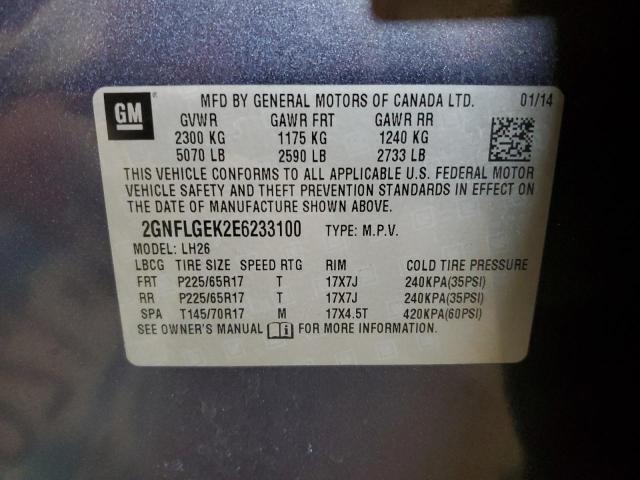 GM
MFD BY GENERAL MOTORS OF CANADA LTD. 01/14
GVWR GAWR FRT GAWR RR
2300 KG 1175 KG 1240 KG
5070 LB 2590 LB 2733 LB
THIS VEHICLE CONFORMS TO ALL APPLICABLE U.S. FEDERAL MOTOR
VEHICLE SAFETY AND THEFT PREVENTION STANDARDS IN EFFECT ON
THE DATE OF MANUFACTURE SHOWN ABOVE.
2GNFLGEK2E6233100 TYPE: M.P.V.
MODEL: LH26
LBCG TIRE SIZE SPEED RTG RIM COLD TIRE PRESSURE
FRT P225/65R17 T 17X7J 240KPA(35PSI)
RR P225/65R17 T 17X7J 240KPA(35PSI)
SPA T145/70R17 M 17X4.5T 420KPA(60PSI)
SEE OWNER'S MANUAL FOR MORE INFORMATION.